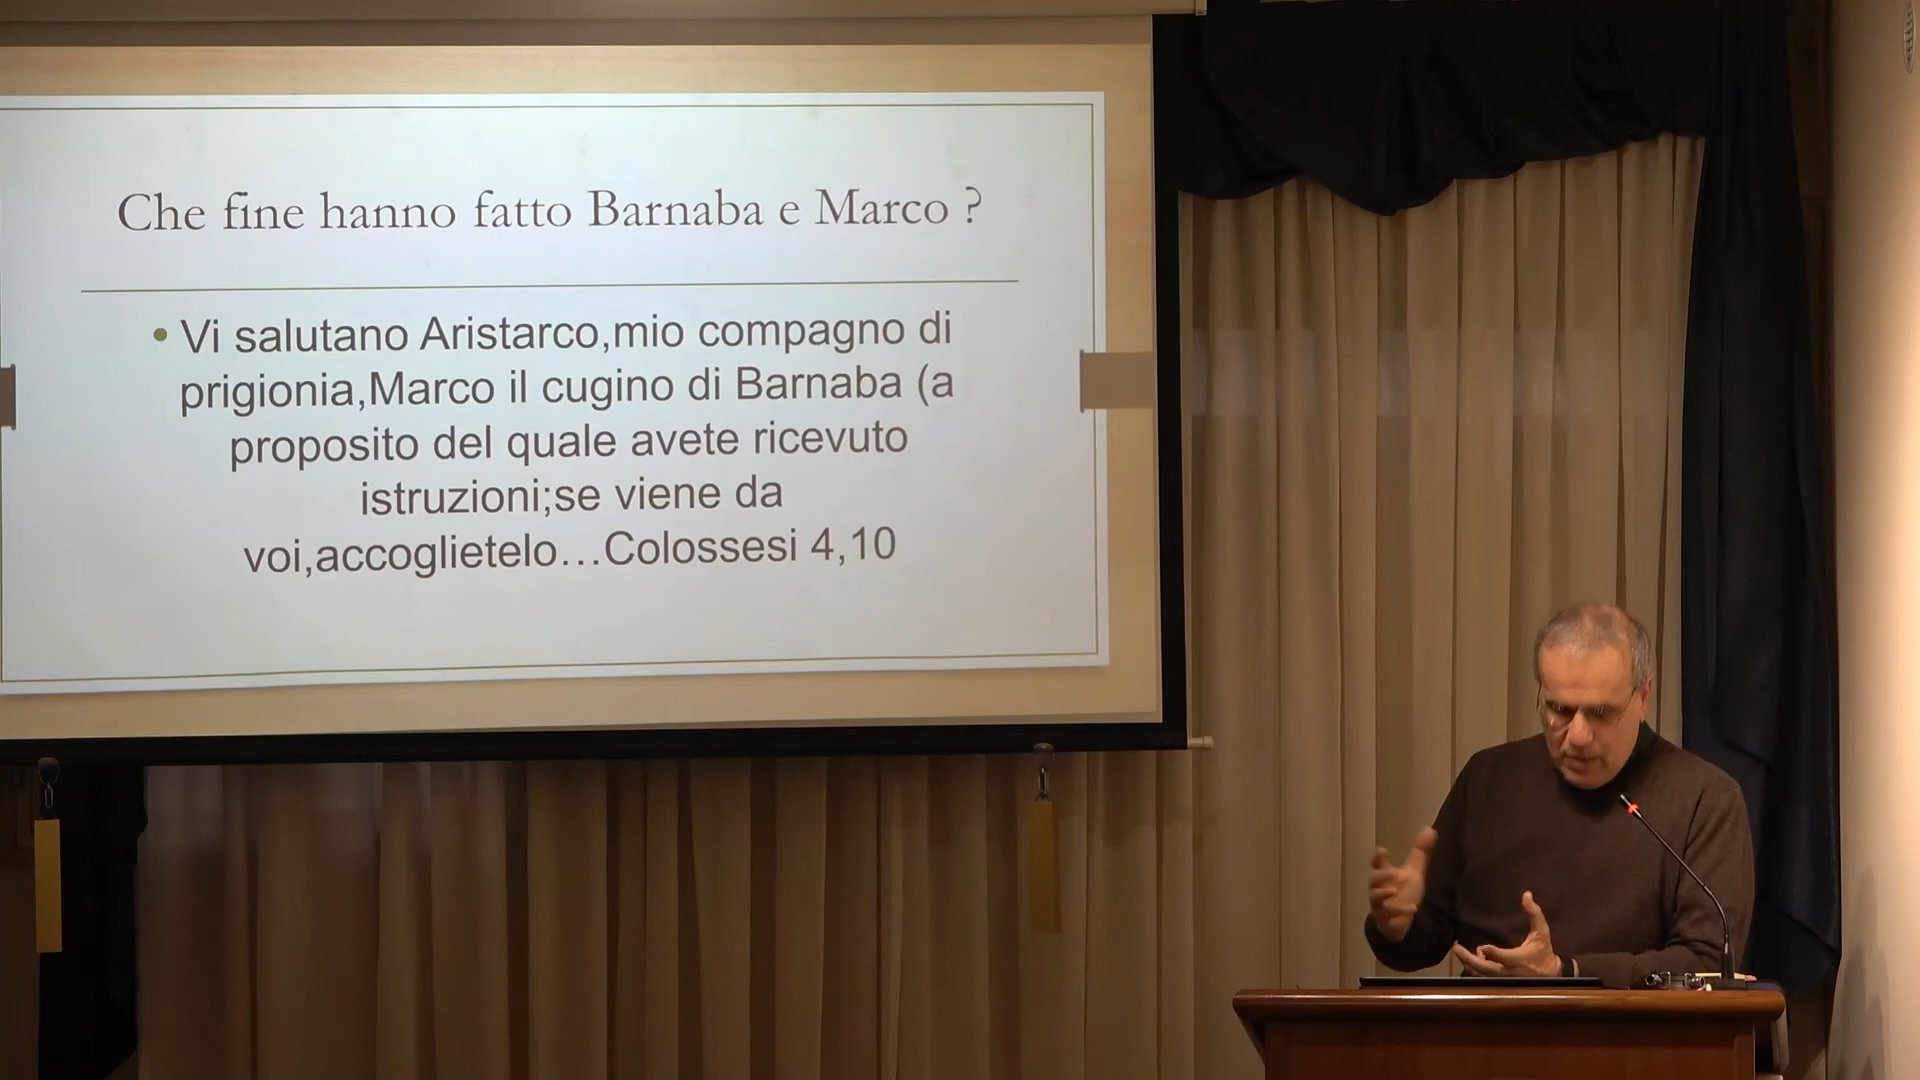 Che fine hanno fatto Barnaba e Marco ?
• Vi salutano Aristarco,mio compagno di
prigionia,Marco il cugino di Barnaba (a
proposito del quale avete ricevuto
istruzioni;se viene da
voi,accoglietelo…Colossesi 4,10